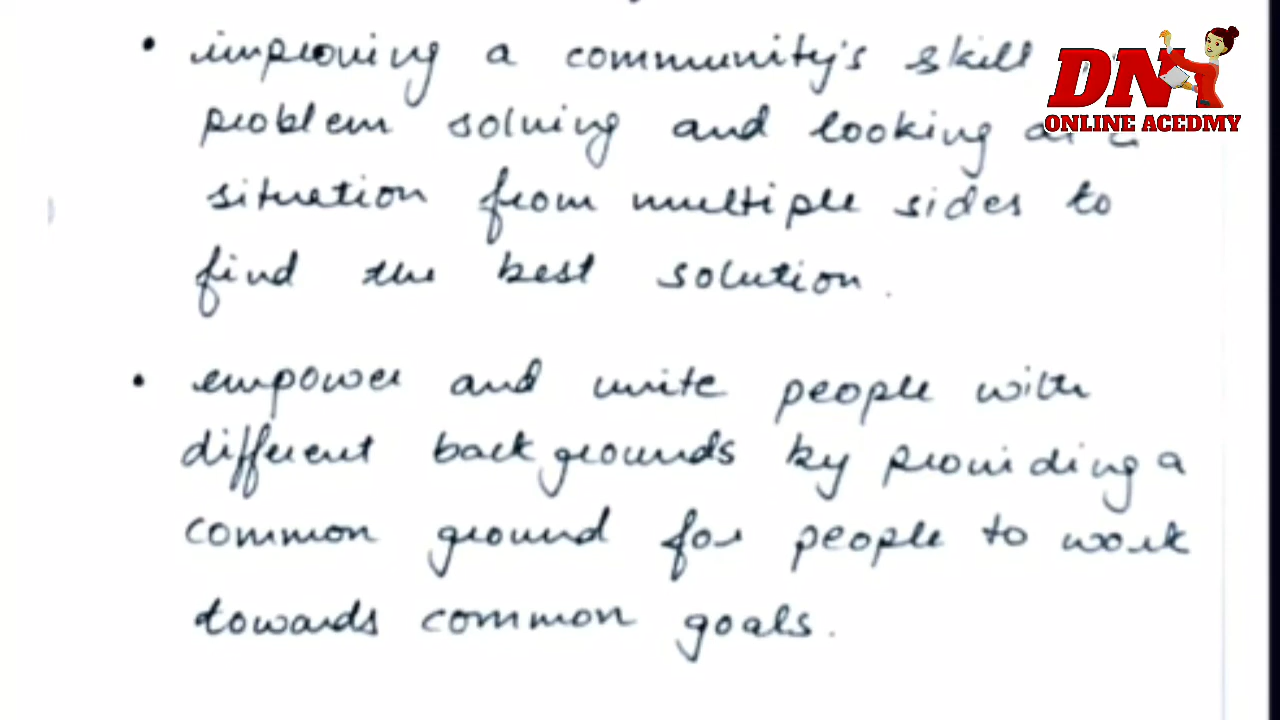 • improving a community's skill
problem solving and looking at a
situation from multiple sides to
find the best solution.
• empower and unite people with
different backgrounds by providing a
common ground for people to work
towards common goals.
DN
ONLINE ACEDMY